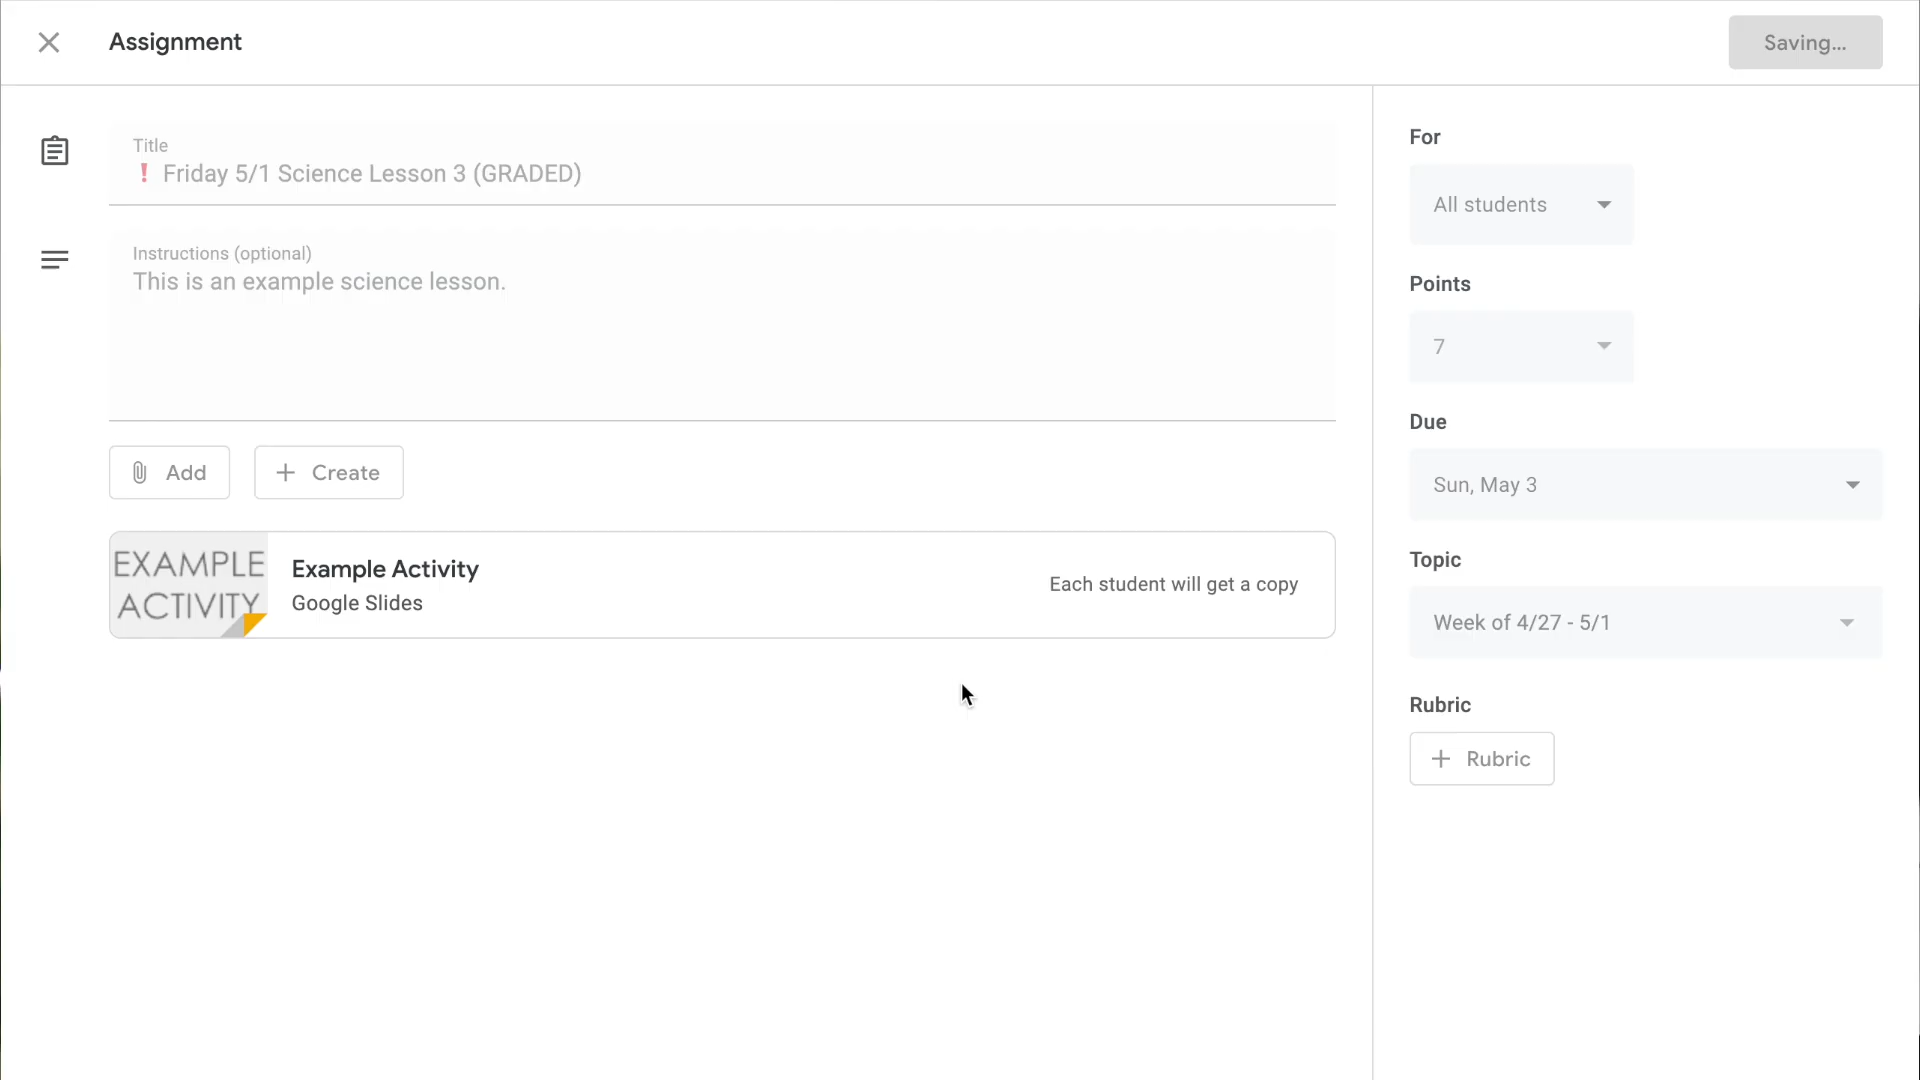 Assignment
Saving...
Title
❗ Friday 5/1 Science Lesson 3 (GRADED)
Instructions (optional)
This is an example science lesson.
Add
Create
EXAMPLE
ACTIVITY
Example Activity
Google Slides
Each student will get a copy
For
All students
Points
7
Due
Sun, May 3
Topic
Week of 4/27 - 5/1
Rubric
Rubric